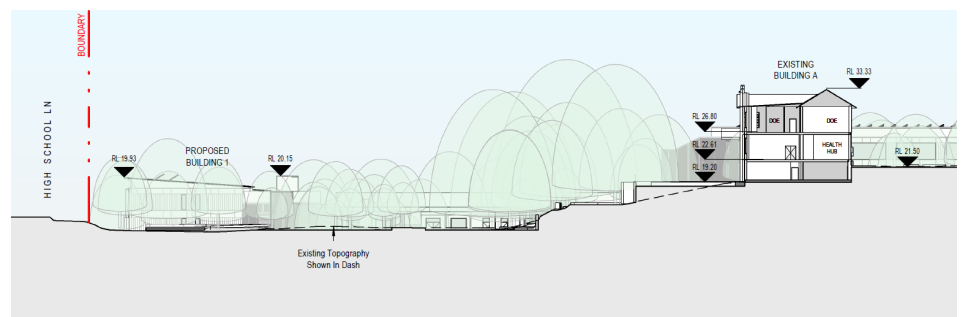 BOUNDARY
HIGH SCHOOL LN
RL:19.93
PROPOSED
BUILDING 1
RL 20.15
Existing Topography
Shown In Dash
EXISTING
BUILDING A
RL 33.33
RL 26.80
RL 22.61
RL 19.20
DOE
DOE
HEALTH
HUB
RL 21.50